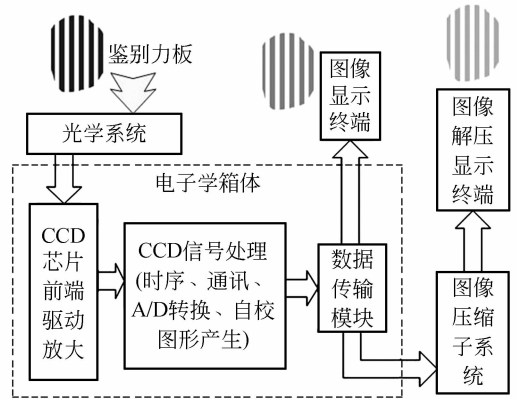 鉴别力板
光学系统
图像
显示
终端
图像
解压
显示
终端
电子学箱体
CCD
芯片
前端
驱动
放大
CCD信号处理
(时序、通讯、
A/D转换、自校
图形产生)
数据
传输
模块
图像
压缩
子系
统